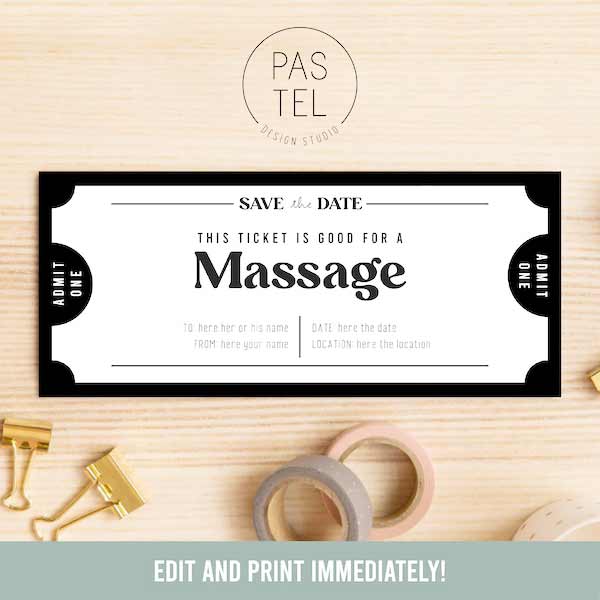 PAS
TEL
DESIGN STUDIO
SAVE the DATE
THIS TICKET IS GOOD FOR A
Massage
ADMIT
ONE
ADMIT
ONE
TO: here her or his name
FROM: here your name
DATE: here the date
LOCATION: here the location
EDIT AND PRINT IMMEDIATELY!